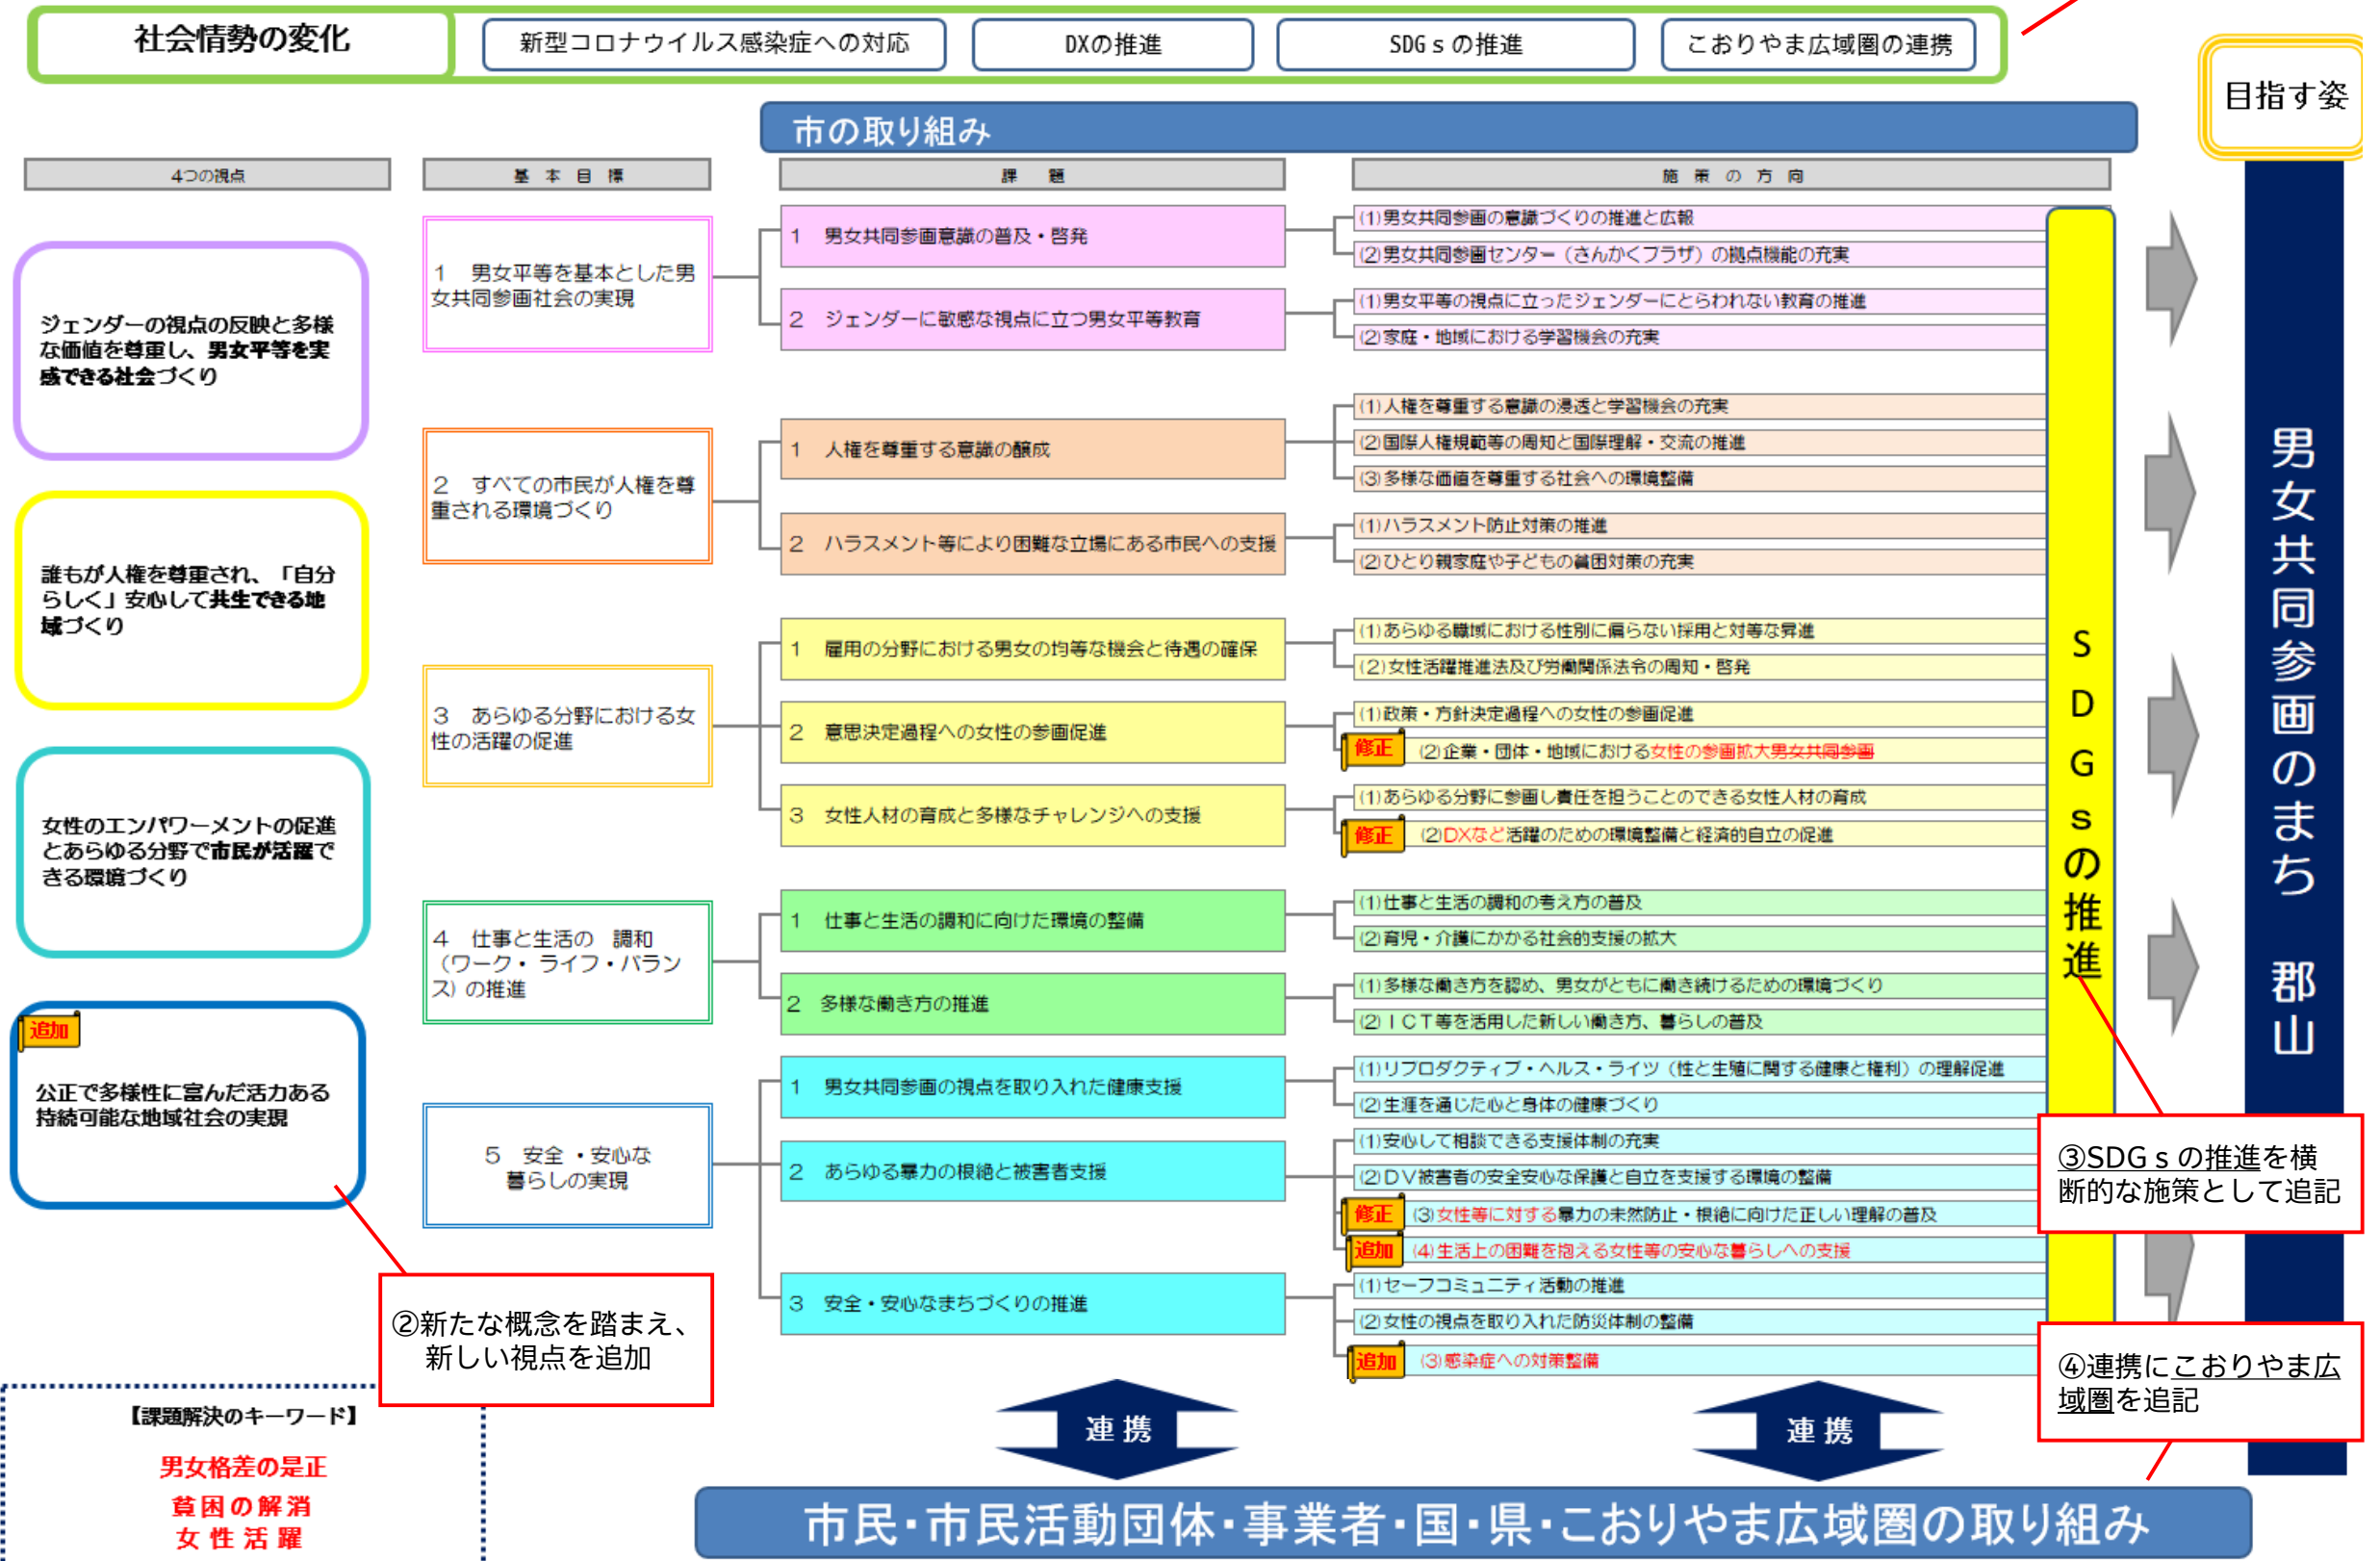 社会情勢の変化
新型コロナウイルス感染症への対応
DXの推進
SDGｓの推進
こおりやま広域圏の連携
目指す姿
市の取り組み
4つの視点
基本目標
課題
施策の方向
ジェンダーの視点の反映と多様
な価値を尊重し、男女平等を実
感できる社会づくり
誰もが人権を尊重され、「自分
らしく」安心して共生できる地
域づくり
女性のエンパワーメントの促進
とあらゆる分野で市民が活躍で
きる環境づくり
追加
公正で多様性に富んだ活力ある
持続可能な地域社会の実現
②新たな概念を踏まえ、
新しい視点を追加
【課題解決のキーワード】
男女格差の是正
貧困の解消
女性活躍
1 男女平等を基本とした男
女共同参画社会の実現
1 男女共同参画意識の普及・啓発
(1)男女共同参画の意識づくりの推進と広報
(2)男女共同参画センター（さんかくプラザ）の拠点機能の充実
2 ジェンダーに敏感な視点に立つ男女平等教育
(1)男女平等の視点に立ったジェンダーにとらわれない教育の推進
(2)家庭・地域における学習機会の充実
2 すべての市民が人権を尊
重される環境づくり
1 人権を尊重する意識の醸成
(1)人権を尊重する意識の浸透と学習機会の充実
(2)国際人権規範等の周知と国際理解・交流の推進
(3)多様な価値を尊重する社会への環境整備
2 ハラスメント等により困難な立場にある市民への支援
(1)ハラスメント防止対策の推進
(2)ひとり親家庭や子どもの貧困対策の充実
3 あらゆる分野における女
性の活躍の促進
1 雇用の分野における男女の均等な機会と待遇の確保
(1)あらゆる職域における性別に偏らない採用と対等な昇進
(2)女性活躍推進法及び労働関係法令の周知・啓発
2 意思決定過程への女性の参画促進
(1)政策・方針決定過程への女性の参画促進
修正 (2)企業・団体・地域における女性の参画拡大男女共同参画
3 女性人材の育成と多様なチャレンジへの支援
(1)あらゆる分野に参画し責任を担うことのできる女性人材の育成
修正 (2)DXなど活躍のための環境整備と経済的自立の促進
4 仕事と生活の 調和
（ワーク・ ライフ・バラン
ス）の推進
1 仕事と生活の調和に向けた環境の整備
(1)仕事と生活の調和の考え方の普及
(2)育児・介護にかかる社会的支援の拡大
2 多様な働き方の推進
(1)多様な働き方を認め、男女がともに働き続けるための環境づくり
(2)ＩＣＴ等を活用した新しい働き方、暮らしの普及
5 安全・安心な
暮らしの実現
1 男女共同参画の視点を取り入れた健康支援
(1)リプロダクティブ・ヘルス・ライツ（性と生殖に関する健康と権利）の理解促進
(2)生涯を通じた心と身体の健康づくり
2 あらゆる暴力の根絶と被害者支援
(1)安心して相談できる支援体制の充実
(2)ＤＶ被害者の安全安心な保護と自立を支援する環境の整備
修正 (3)女性等に対する暴力の未然防止・根絶に向けた正しい理解の普及
追加 (4)生活上の困難を抱える女性等の安心な暮らしへの支援
3 安全・安心なまちづくりの推進
(1)セーフコミュニティ活動の推進
(2)女性の視点を取り入れた防災体制の整備
追加 (3)感染症への対策整備
ＳＤＧｓの推進
男女共同参画のまち 郡山
③SDGｓの推進を横
断的な施策として追記
④連携にこおりやま広
域圏を追記
連携
連携
市民・市民活動団体・事業者・国・県・こおりやま広域圏の取り組み